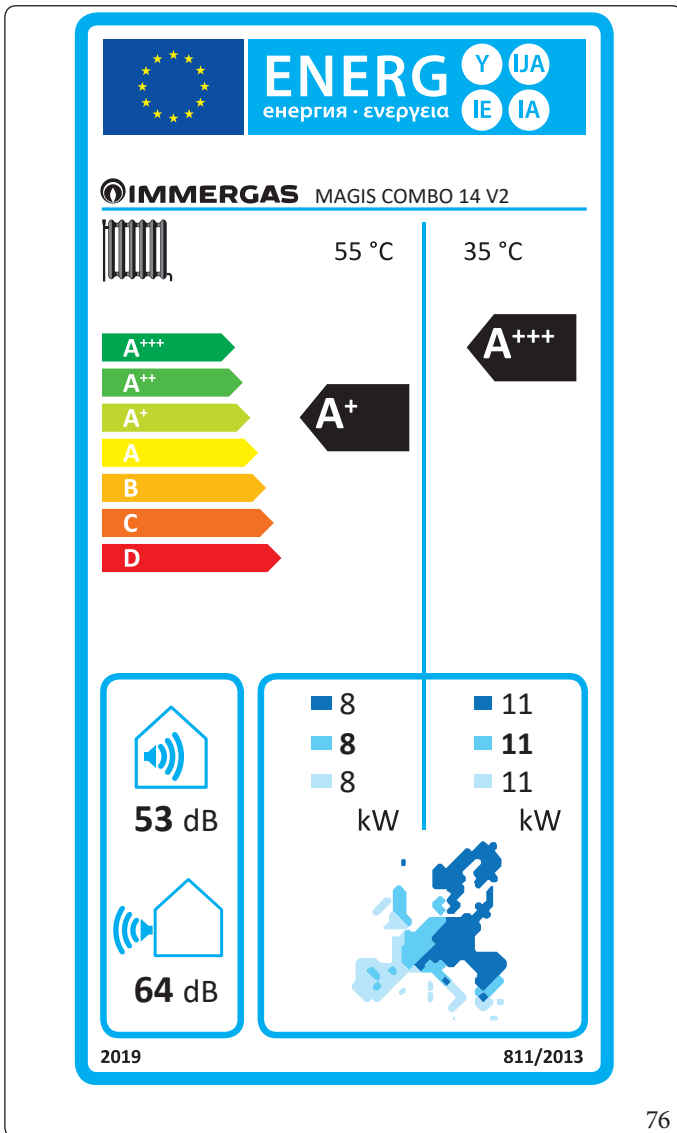 ENERG Y IJA
енергия · ενεργεια IE IA
IMMERGAS MAGIS COMBO 14 V2
55 °C 35 °C
A+++
A+++
A++
A+
A+
A
B
C
D
8 11
8 11
8 11
kW kW
53 dB
64 dB
2019 811/2013
76